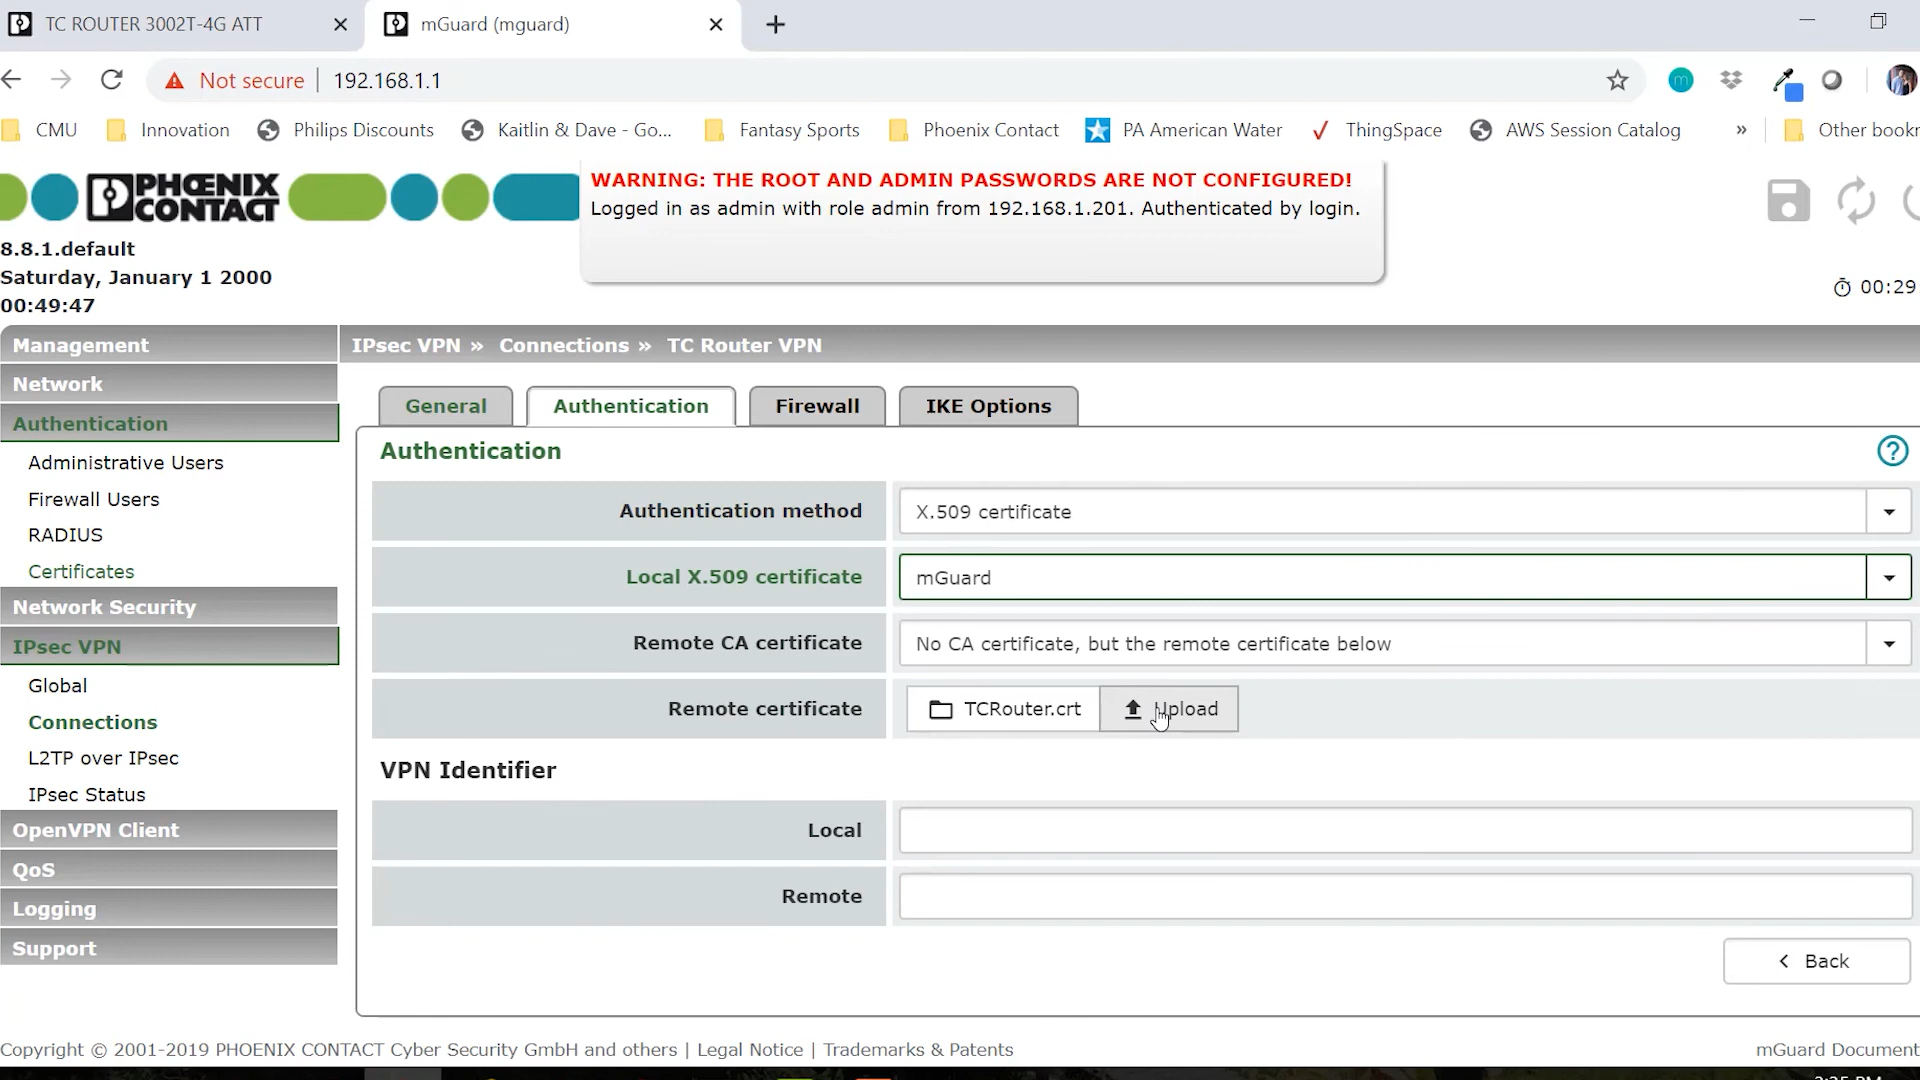 TC ROUTER 3002T-4G ATT
mGuard (mguard)
Not secure 192.168.1.1
m
CMU Innovation Philips Discounts Kaitlin & Dave - Go... Fantasy Sports Phoenix Contact PA American Water ThingSpace AWS Session Catalog » Other bookr
PHŒNIX CONTACT
WARNING: THE ROOT AND ADMIN PASSWORDS ARE NOT CONFIGURED!
Logged in as admin with role admin from 192.168.1.201. Authenticated by login.
8.8.1.default
Saturday, January 1 2000
00:49:47
00:29
Management
Network
Authentication
Administrative Users
Firewall Users
RADIUS
Certificates
Network Security
IPsec VPN
Global
Connections
L2TP over IPsec
IPsec Status
OpenVPN Client
QoS
Logging
Support
IPsec VPN » Connections » TC Router VPN
General Authentication Firewall IKE Options
Authentication
?
Authentication method X.509 certificate
Local X.509 certificate mGuard
Remote CA certificate No CA certificate, but the remote certificate below
Remote certificate TCRouter.crt Upload
VPN Identifier
Local
Remote
Back
Copyright © 2001-2019 PHOENIX CONTACT Cyber Security GmbH and others | Legal Notice | Trademarks & Patents
mGuard Document